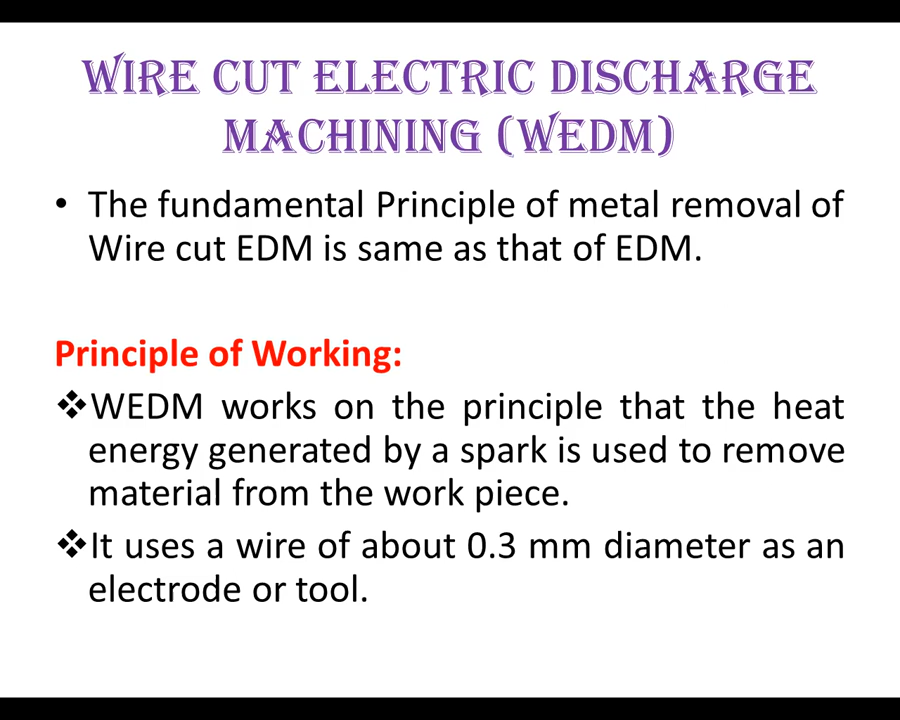 WIRE CUT ELECTRIC DISCHARGE
MACHINING (WEDM)
• The fundamental Principle of metal removal of
Wire cut EDM is same as that of EDM.
Principle of Working:
❖WEDM works on the principle that the heat
energy generated by a spark is used to remove
material from the work piece.
❖It uses a wire of about 0.3 mm diameter as an
electrode or tool.